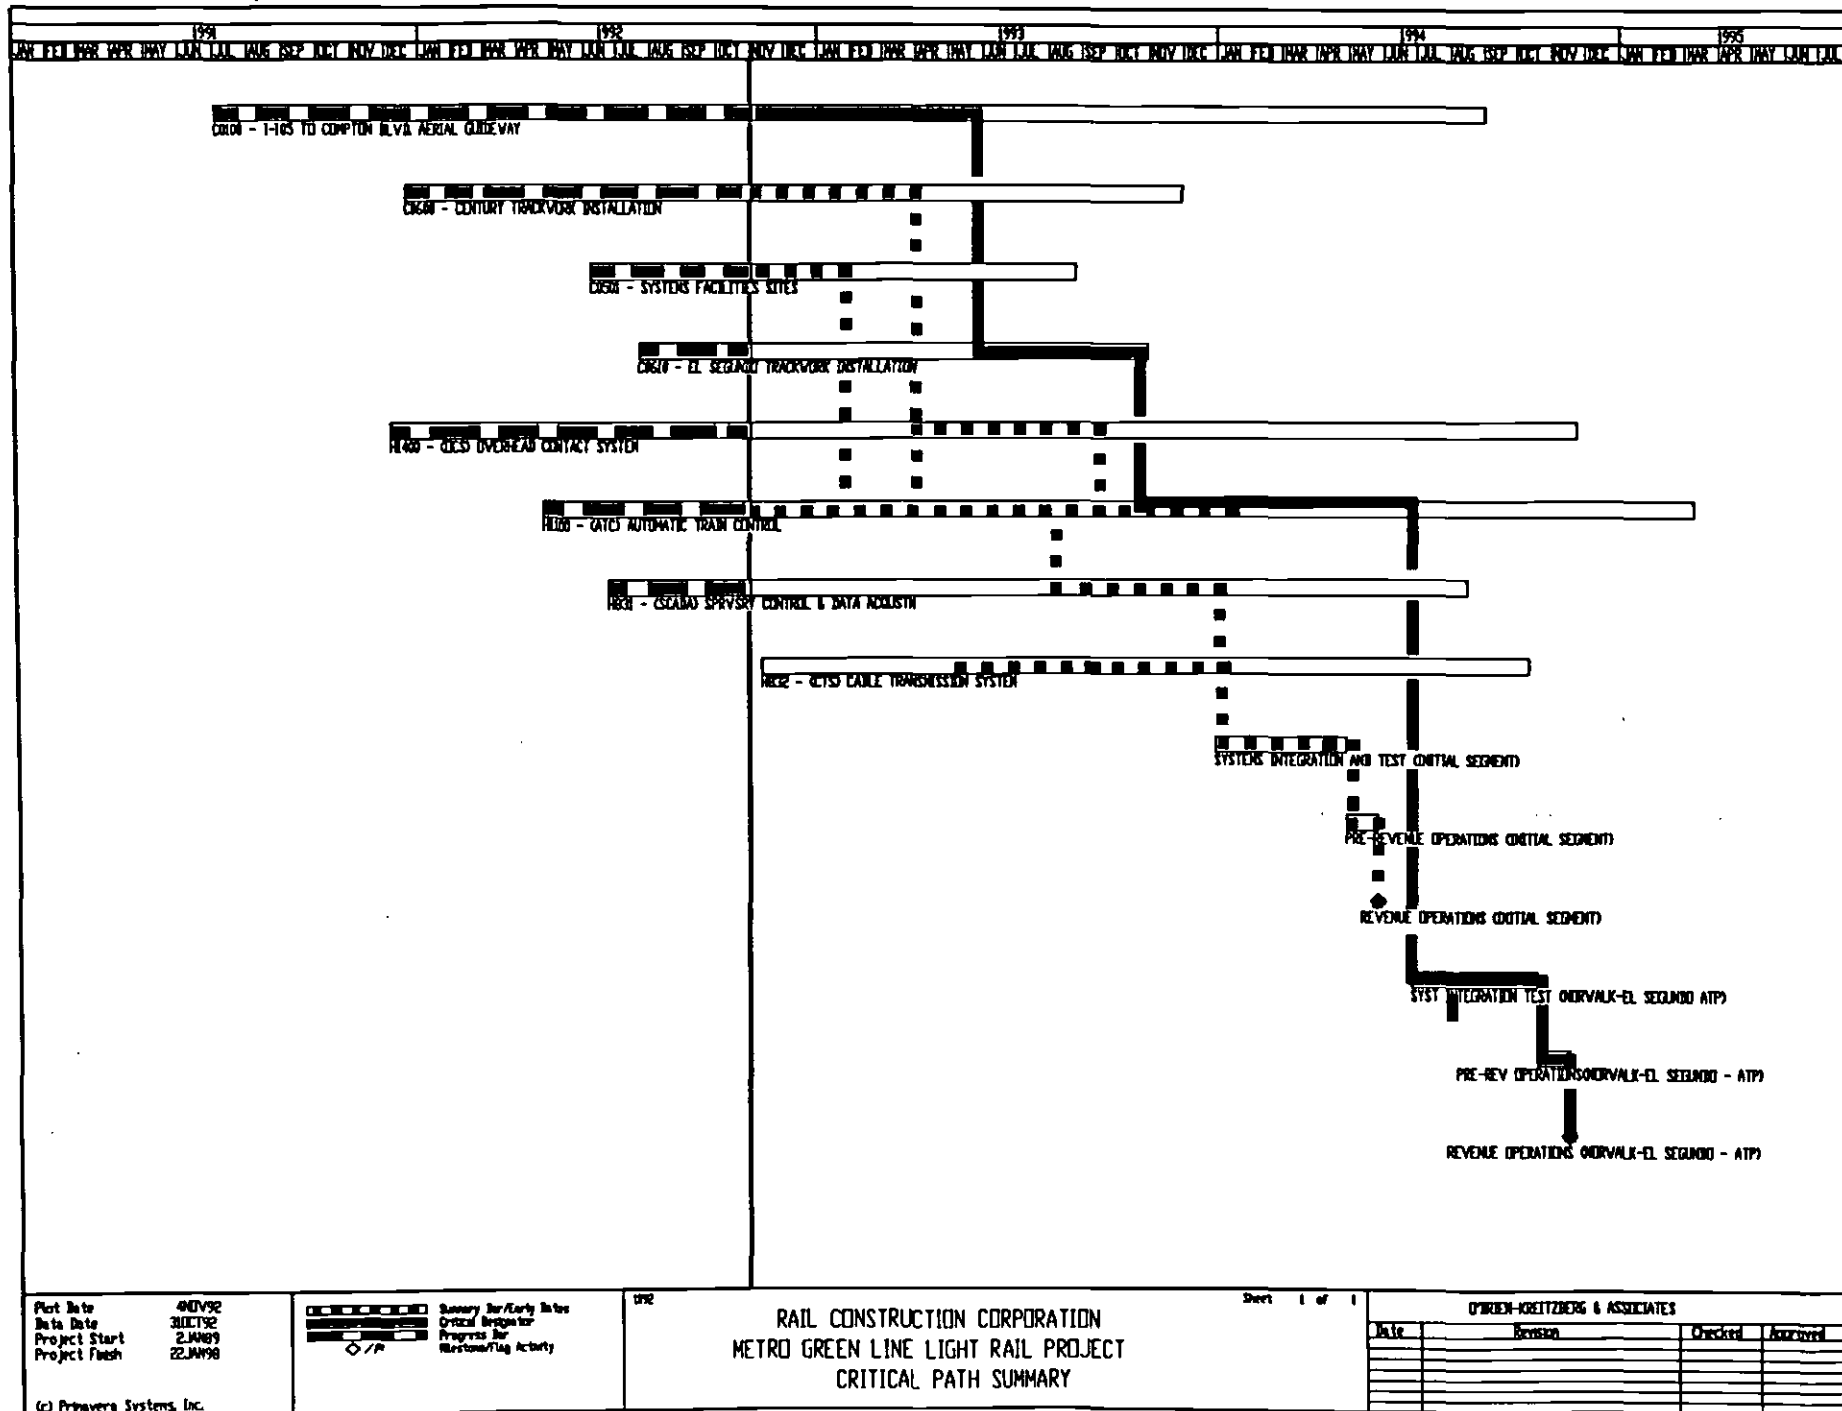 1991 1992 1993 1994 1995
JAN FEB MAR APR MAY JUN JUL AUG SEP OCT NOV DEC JAN FEB MAR APR MAY JUN JUL AUG SEP OCT NOV DEC JAN FEB MAR APR MAY JUN JUL AUG SEP OCT NOV DEC JAN FEB MAR APR MAY JUN JUL AUG SEP OCT NOV DEC JAN FEB MAR APR MAY JUN JUL
C0100 - I-105 TO COMPTON BLVD. AERIAL GUIDEWAY
C0600 - CENTURY TRACKWORK INSTALLATION
C0501 - SYSTEMS FACILITIES SITES
C0610 - EL SEGUNDO TRACKWORK INSTALLATION
H1400 - (OCS) OVERHEAD CONTACT SYSTEM
H1100 - (ATC) AUTOMATIC TRAIN CONTROL
- (SCADA) SPRVSRY CONTROL & DATA ACQUSTN
- (CTS) CABLE TRANSMISSION SYSTEM
SYSTEMS INTEGRATION AND TEST (INITIAL SEGMENT)
PRE-REVENUE OPERATIONS (INITIAL SEGMENT)
REVENUE OPERATIONS (INITIAL SEGMENT)
SYST INTEGRATION TEST (NORWALK-EL SEGUNDO ATP)
PRE-REV OPERATIONS(NORWALK-EL SEGUNDO - ATP)
REVENUE OPERATIONS (NORWALK-EL SEGUNDO - ATP)
Plot Date 4NOV92
Data Date 31OCT92
Project Start 2JAN89
Project Finish 22JAN98
(c) Primavera Systems, Inc.
Summary Bar/Early Dates
Critical Designator
Progress Bar
Milestone/Flag Activity
RAIL CONSTRUCTION CORPORATION
METRO GREEN LINE LIGHT RAIL PROJECT
CRITICAL PATH SUMMARY
Sheet 1 of 1
O'BRIEN-KREITZBERG & ASSOCIATES
Date Revision Checked Approved